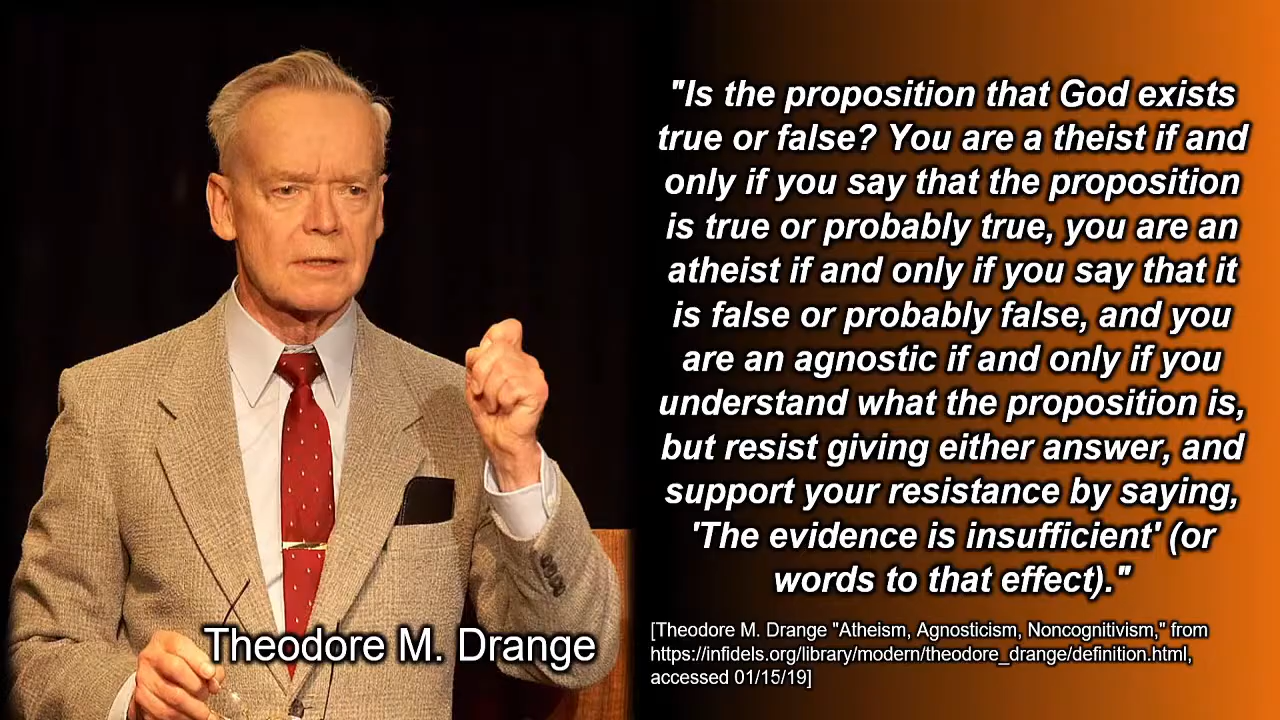 "Is the proposition that God exists
true or false? You are a theist if and
only if you say that the proposition
is true or probably true, you are an
atheist if and only if you say that it
is false or probably false, and you
are an agnostic if and only if you
understand what the proposition is,
but resist giving either answer, and
support your resistance by saying,
'The evidence is insufficient' (or
words to that effect)."
Theodore M. Drange
[Theodore M. Drange "Atheism, Agnosticism, Noncognitivism," from
https://infidels.org/library/modern/theodore_drange/definition.html,
accessed 01/15/19]